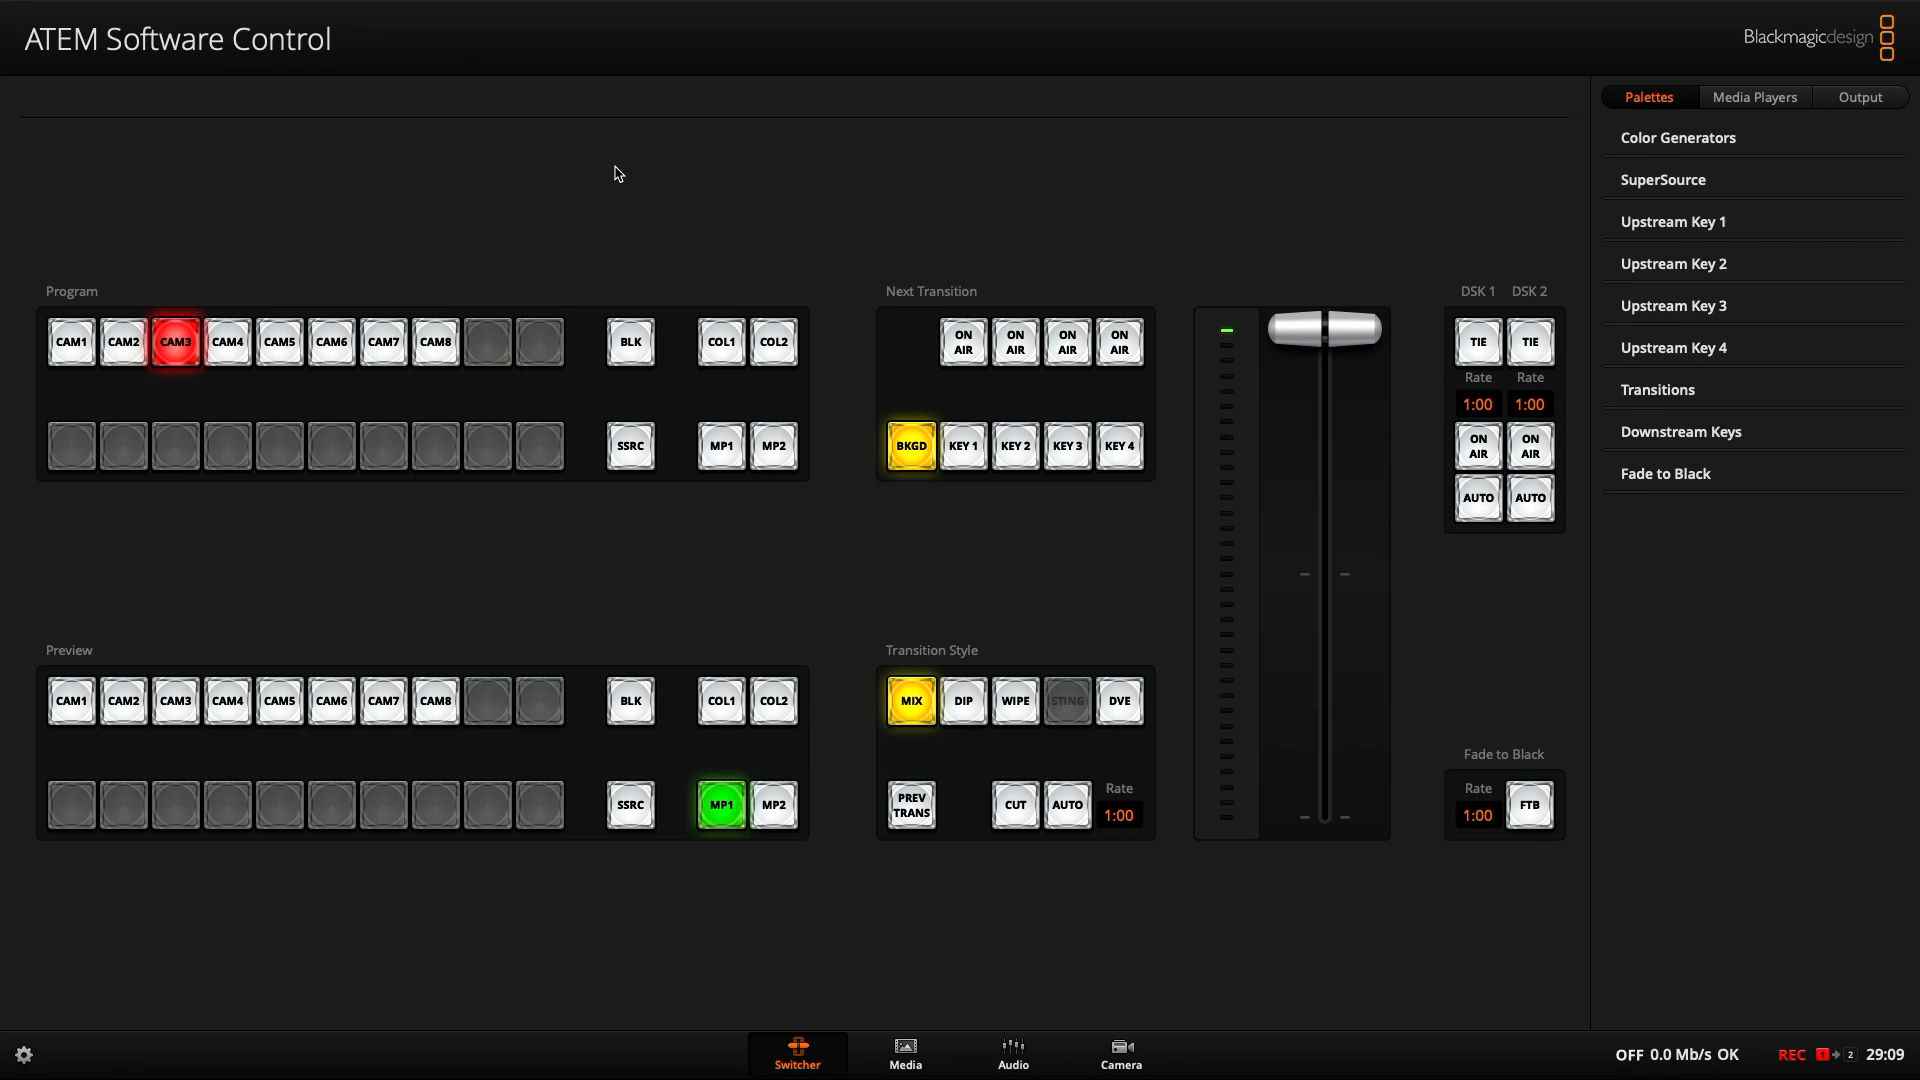 ATEM Software Control
Blackmagicdesign
Palettes
Media Players
Output
Color Generators
SuperSource
Upstream Key 1
Upstream Key 2
Upstream Key 3
Upstream Key 4
Transitions
Downstream Keys
Fade to Black
Program
CAM1 CAM2 CAM3 CAM4 CAM5 CAM6 CAM7 CAM8 BLK COL1 COL2
SSRC MP1 MP2
Next Transition
ON AIR ON AIR ON AIR ON AIR
BKGD KEY 1 KEY 2 KEY 3 KEY 4
DSK 1 DSK 2
TIE TIE
Rate Rate
1:00 1:00
ON AIR ON AIR
AUTO AUTO
Preview
CAM1 CAM2 CAM3 CAM4 CAM5 CAM6 CAM7 CAM8 BLK COL1 COL2
SSRC MP1 MP2
Transition Style
MIX DIP WIPE STING DVE
PREV TRANS CUT AUTO Rate
1:00
Fade to Black
Rate
1:00 FTB
Switcher
Media
Audio
Camera
OFF 0.0 Mb/s OK
REC 1 2 29:09